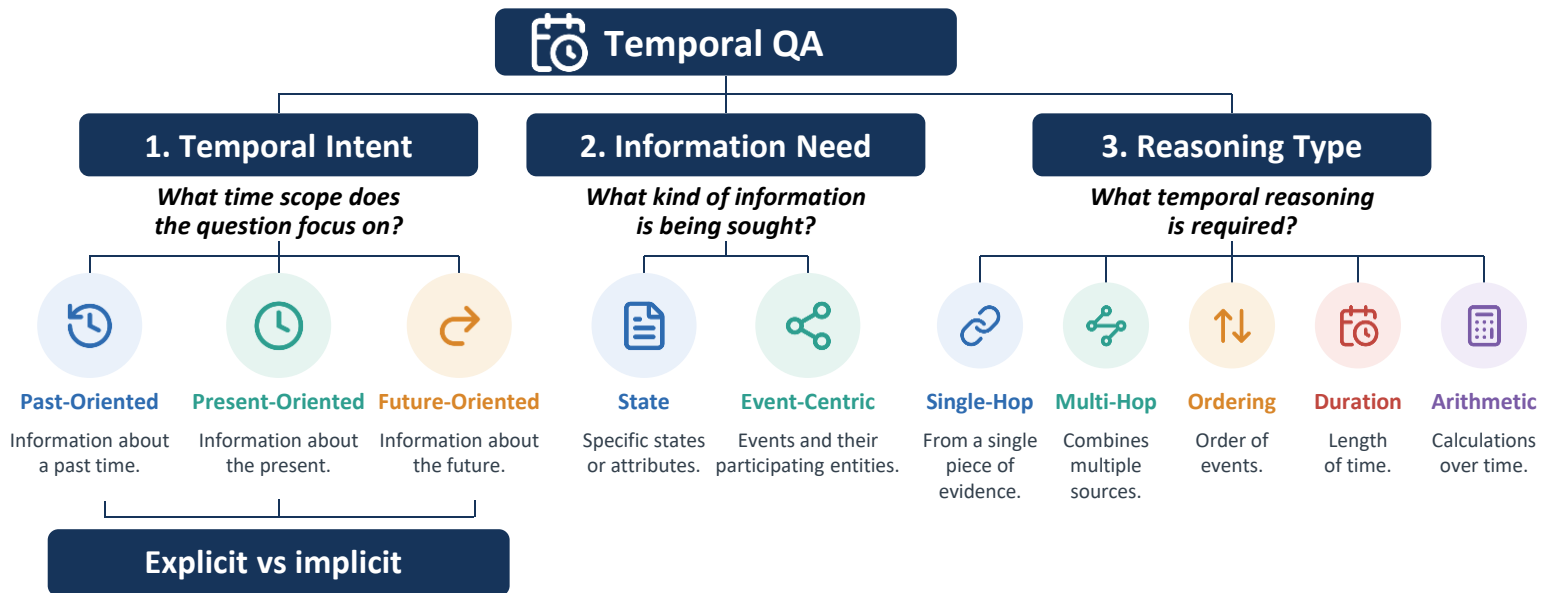 Temporal QA
1. Temporal Intent
What time scope does
the question focus on?
Past-Oriented
Information about
a past time.
Present-Oriented
Information about
the present.
Future-Oriented
Information about
the future.
Explicit vs implicit
2. Information Need
What kind of information
is being sought?
State
Specific states
or attributes.
Event-Centric
Events and their
participating entities.
3. Reasoning Type
What temporal reasoning
is required?
Single-Hop
From a single
piece of
evidence.
Multi-Hop
Combines
multiple
sources.
Ordering
Order of
events.
Duration
Length
of time.
Arithmetic
Calculations
over time.